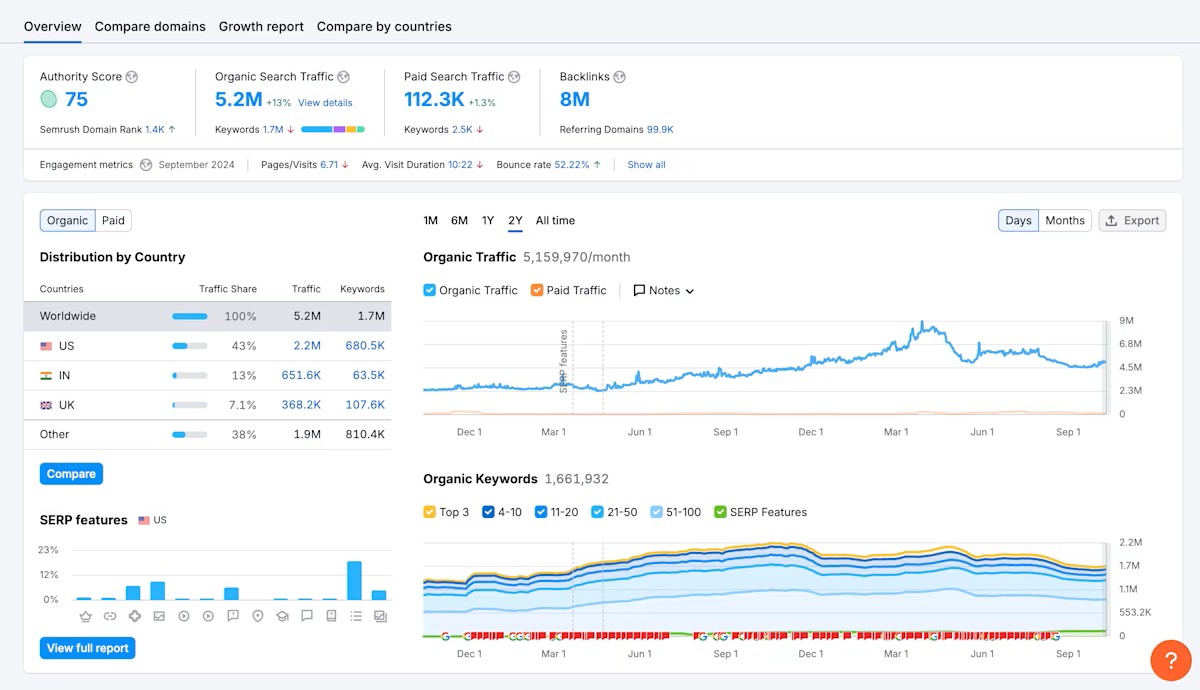 Overview Compare domains Growth report Compare by countries
Authority Score Organic Search Traffic Paid Search Traffic Backlinks
75 5.2M +13% View details 112.3K +1.3% 8M
Semrush Domain Rank 1.4K ↑ Keywords 1.7M ↓ Keywords 2.5K ↓ Referring Domains 99.9K
Engagement metrics September 2024 Pages/Visits 6.71 ↓ Avg. Visit Duration 10:22 ↓ Bounce rate 52.22% ↑ Show all
Organic Paid
Distribution by Country
Countries Traffic Share Traffic Keywords
Worldwide 100% 5.2M 1.7M
US 43% 2.2M 680.5K
IN 13% 651.6K 63.5K
UK 7.1% 368.2K 107.6K
Other 38% 1.9M 810.4K
Compare
SERP features US
23%
12%
0%
View full report
1M 6M 1Y 2Y All time Days Months Export
Organic Traffic 5,159,970/month
Organic Traffic Paid Traffic Notes
SERP features
9M
6.8M
4.5M
2.3M
0
Dec 1 Mar 1 Jun 1 Sep 1 Dec 1 Mar 1 Jun 1 Sep 1
Organic Keywords 1,661,932
Top 3 4-10 11-20 21-50 51-100 SERP Features
2.2M
1.7M
1.1M
553.2K
0
Dec 1 Mar 1 Jun 1 Sep 1 Dec 1 Mar 1 Jun 1 Sep 1
?